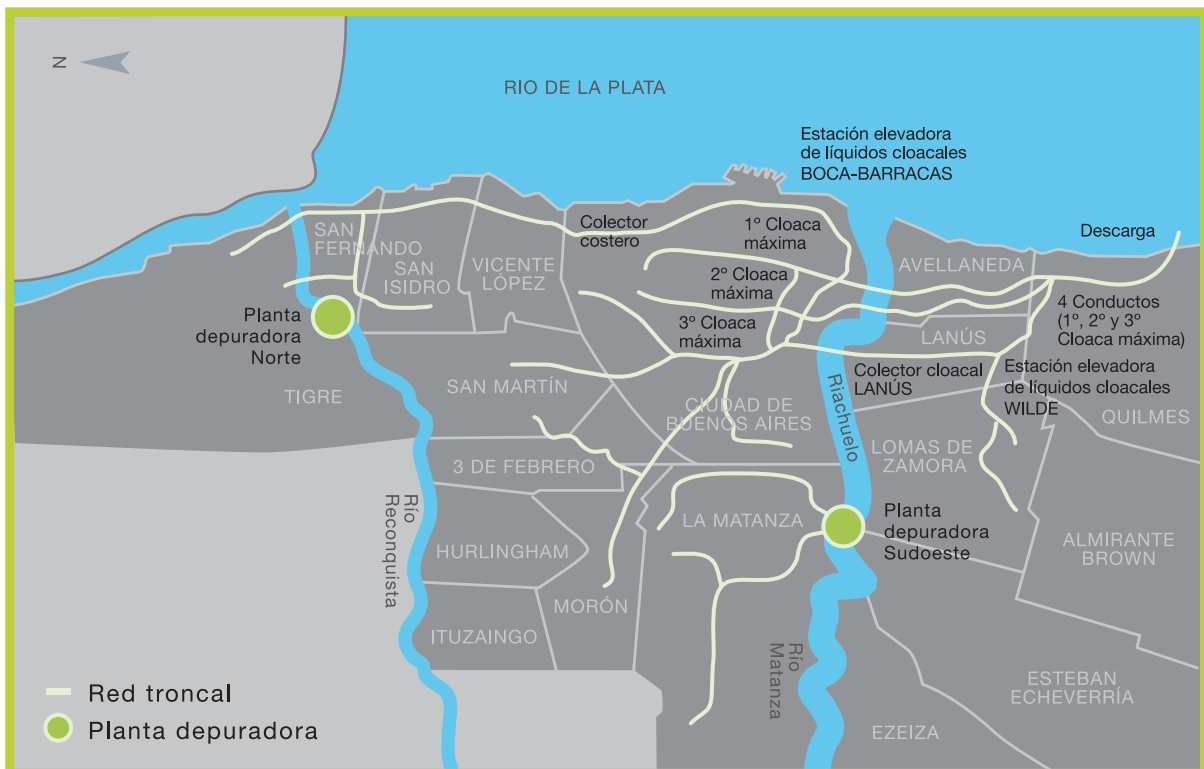 N
RIO DE LA PLATA
Estación elevadora
de líquidos cloacales
BOCA-BARRACAS
Colector
costero
1º Cloaca
máxima
Descarga
SAN
FERNANDO
SAN
ISIDRO
VICENTE
LÓPEZ
2º Cloaca
máxima
AVELLANEDA
Planta
depuradora
Norte
3º Cloaca
máxima
LANÚS
4 Conductos
(1º, 2º y 3º
Cloaca máxima)
TIGRE
SAN MARTÍN
CIUDAD DE
BUENOS AIRES
Riachuelo
Colector cloacal
LANÚS
Estación elevadora
de líquidos cloacales
WILDE
QUILMES
3 DE FEBRERO
LOMAS DE
ZAMORA
Río
Reconquista
HURLINGHAM
LA MATANZA
Planta
depuradora
Sudoeste
ALMIRANTE
BROWN
MORÓN
ITUZAINGO
Río
Matanza
ESTEBAN
ECHEVERRÍA
EZEIZA
Red troncal
Planta depuradora